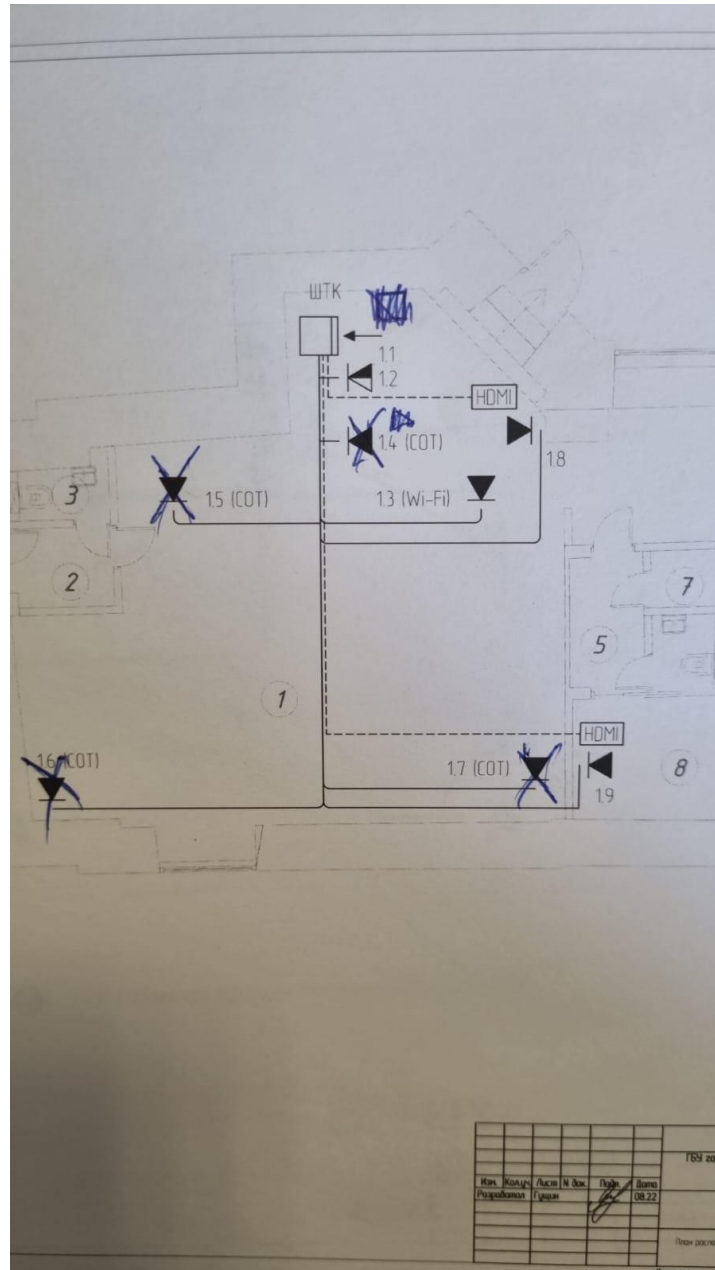 ШТК
1.1
1.2
HDMI
1.4 (СОТ)
1.8
3
1.5 (СОТ)
1.3 (Wi-Fi)
2
7
5
1
HDMI
1.6 (СОТ)
1.7 (СОТ)
8
1.9
ГБУ
Изм. Кол.уч Лист N док. Подп. Дата
Разработал Гущин 08.22
План